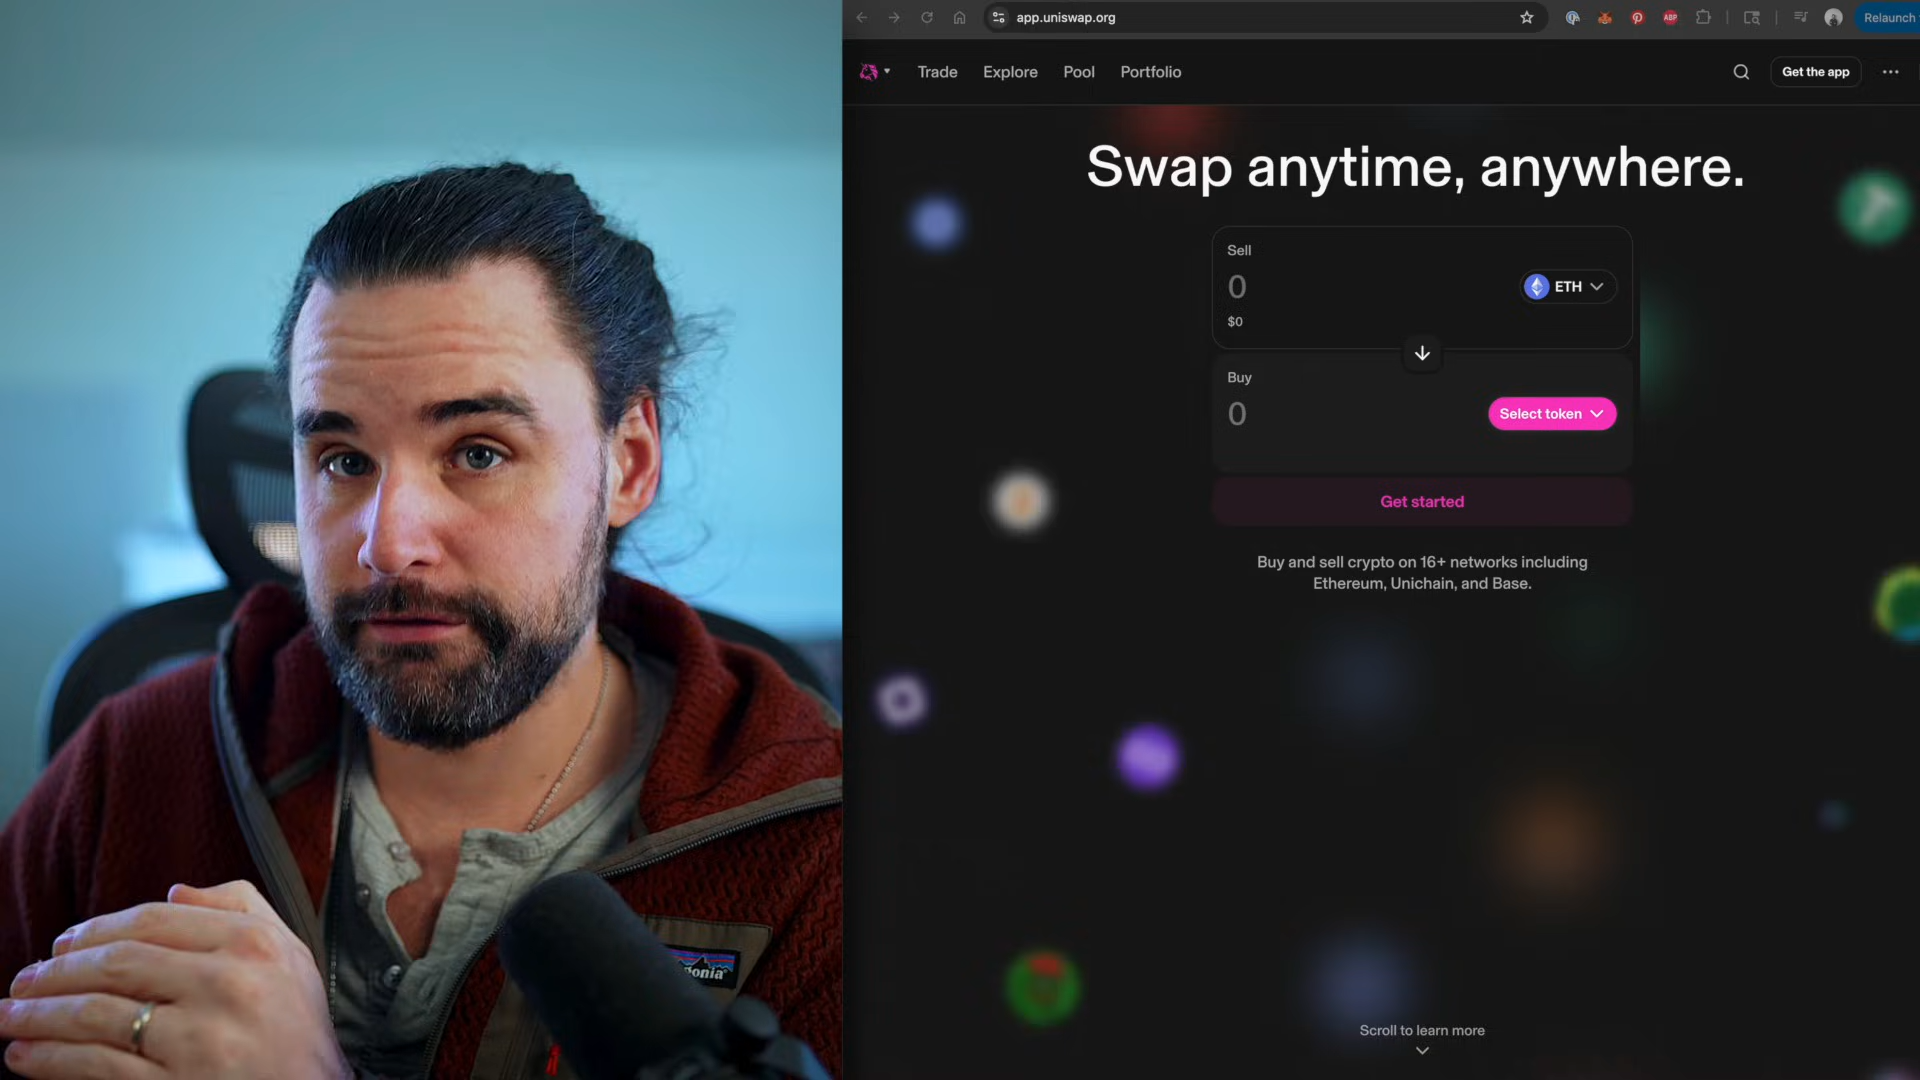 app.uniswap.org
ABP
Relaunch
Trade
Explore
Pool
Portfolio
Get the app
Swap anytime, anywhere.
Sell
0
ETH
$0
Buy
0
Select token
Get started
Buy and sell crypto on 16+ networks including
Ethereum, Unichain, and Base.
Scroll to learn more
gonia